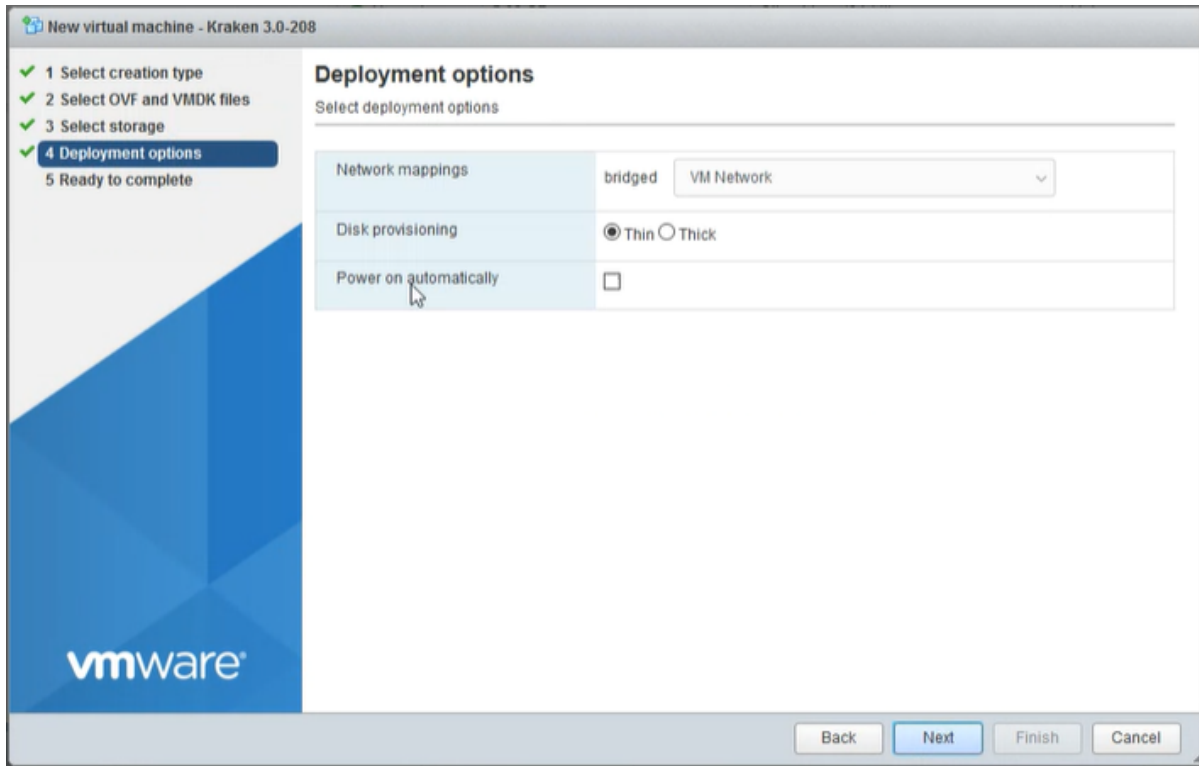 New virtual machine - Kraken 3.0-208
1 Select creation type
2 Select OVF and VMDK files
3 Select storage
4 Deployment options
5 Ready to complete
Deployment options
Select deployment options
Network mappings
bridged
VM Network
Disk provisioning
Thin
Thick
Power on automatically
vmware®
Back
Next
Finish
Cancel